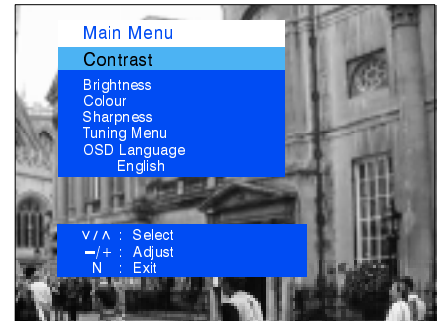 Main Menu
Contrast
Brightness
Colour
Sharpness
Tuning Menu
OSD Language
English
∨/∧ : Select
−/+ : Adjust
N : Exit